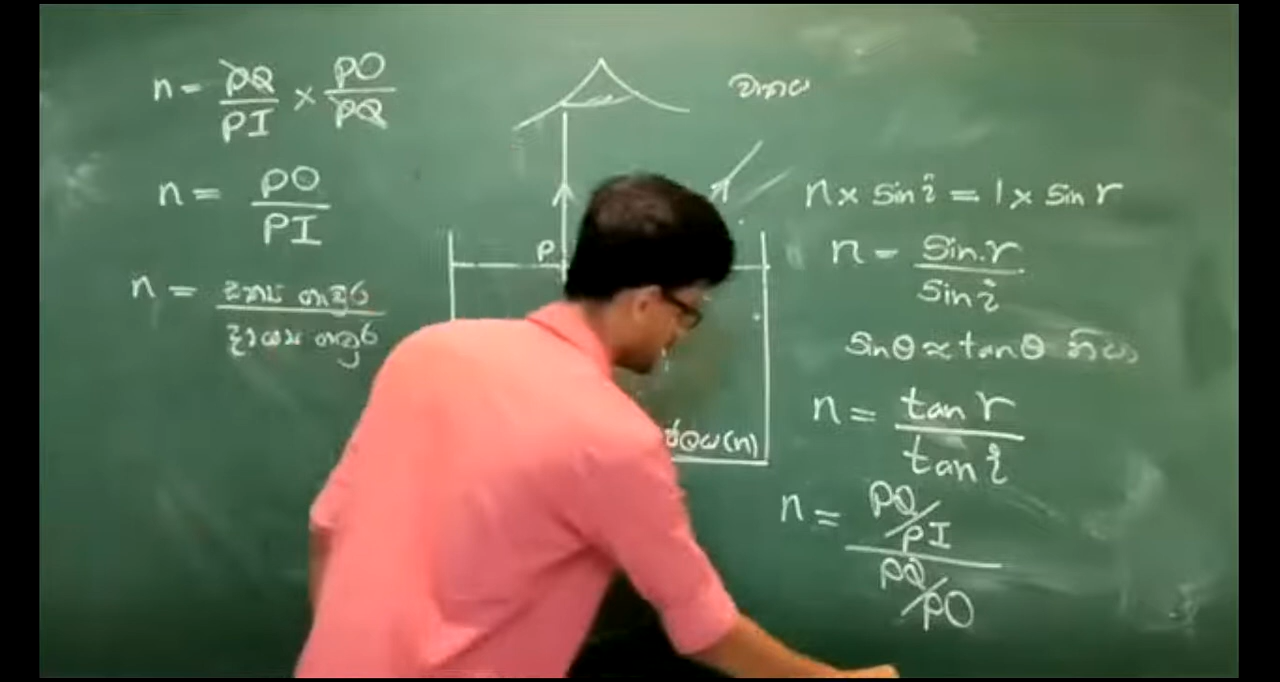 n = PQ/PI × PO/PQ
n = PO/PI
n = සත්‍ය ගැඹුර / දෘශ්‍ය ගැඹුර
වාතය
P
ජලය (n)
n × sin i = 1 × sin r
n = sin r / sin i
sinθ ≈ tanθ නිසා
n = tan r / tan i
n = PQ/PI / PQ/PO